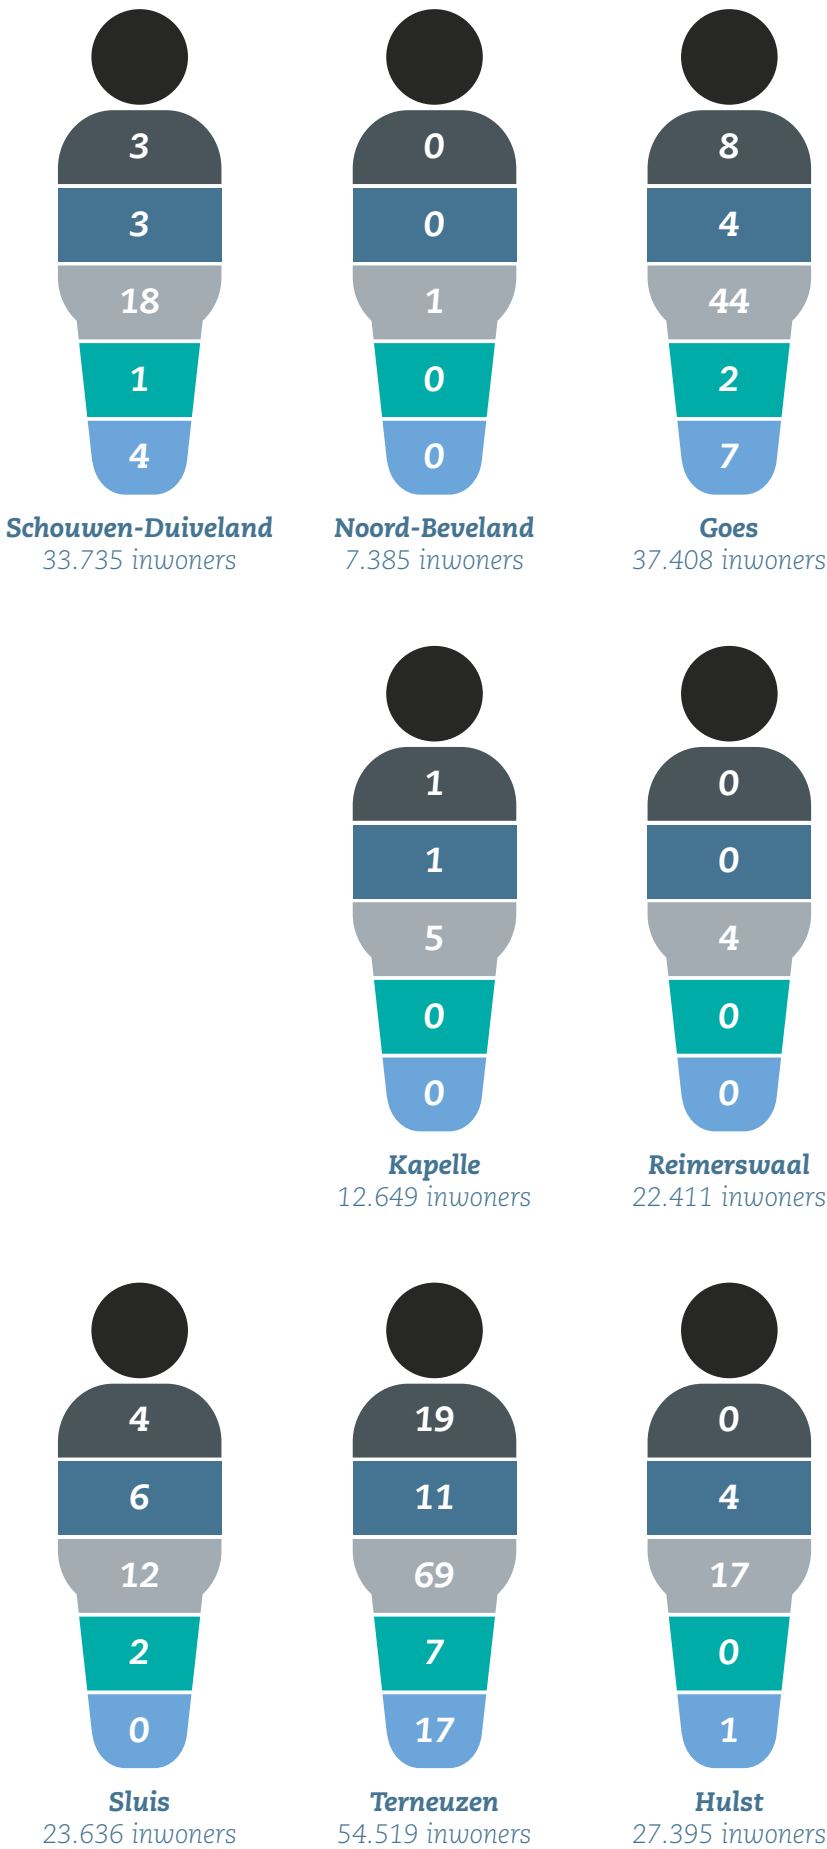 3 0 8
3 0 4
18 1 44
1 0 2
4 0 7
Schouwen-Duiveland Noord-Beveland Goes
33.735 inwoners 7.385 inwoners 37.408 inwoners
1 0
1 0
5 4
0 0
0 0
Kapelle Reimerswaal
12.649 inwoners 22.411 inwoners
4 19 0
6 11 4
12 69 17
2 7 0
0 17 1
Sluis Terneuzen Hulst
23.636 inwoners 54.519 inwoners 27.395 inwoners